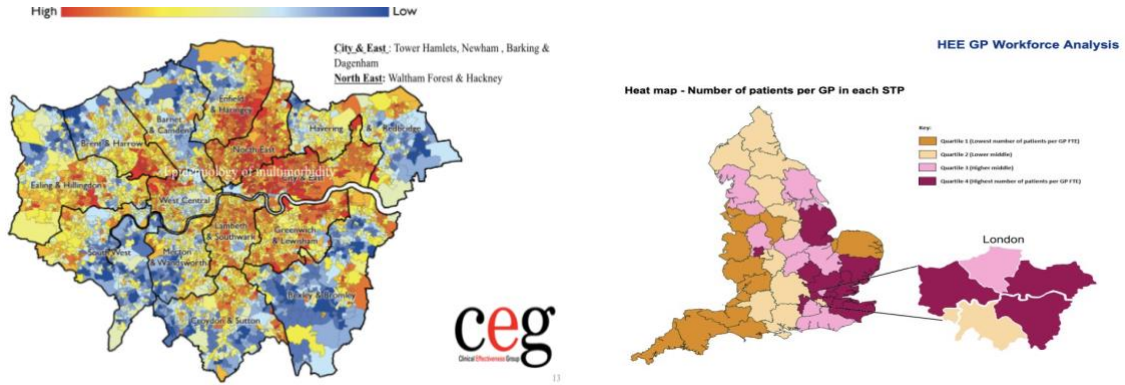 High Low
City & East : Tower Hamlets, Newham , Barking &
Dagenham
North East: Waltham Forest & Hackney
Enfield
& Haringey
Barnet
& Camden
Havering & Redbridge
Brent & Harrow
North East
Epidemiology of multimorbidity
City & East
Ealing & Hillingdon
West Central
Lambeth
& Southwark
Greenwich
& Lewisham
South West
Merton
& Wandsworth
Bexley & Bromley
Croydon & Sutton
ceg
Clinical Effectiveness Group
13
HEE GP Workforce Analysis
Heat map - Number of patients per GP in each STP
Key:
Quartile 1 (Lowest number of patients per GP FTE)
Quartile 2 (Lower middle)
Quartile 3 (Higher middle)
Quartile 4 (Highest number of patients per GP FTE)
London